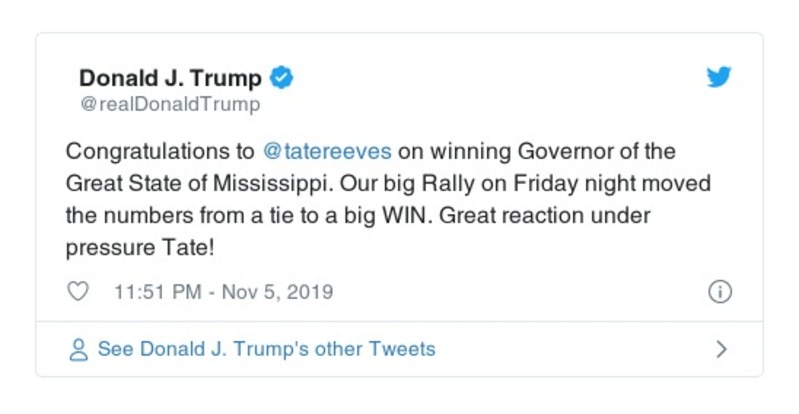 Donald J. Trump
@realDonaldTrump
Congratulations to @tatereeves on winning Governor of the
Great State of Mississippi. Our big Rally on Friday night moved
the numbers from a tie to a big WIN. Great reaction under
pressure Tate!
11:51 PM - Nov 5, 2019
See Donald J. Trump's other Tweets